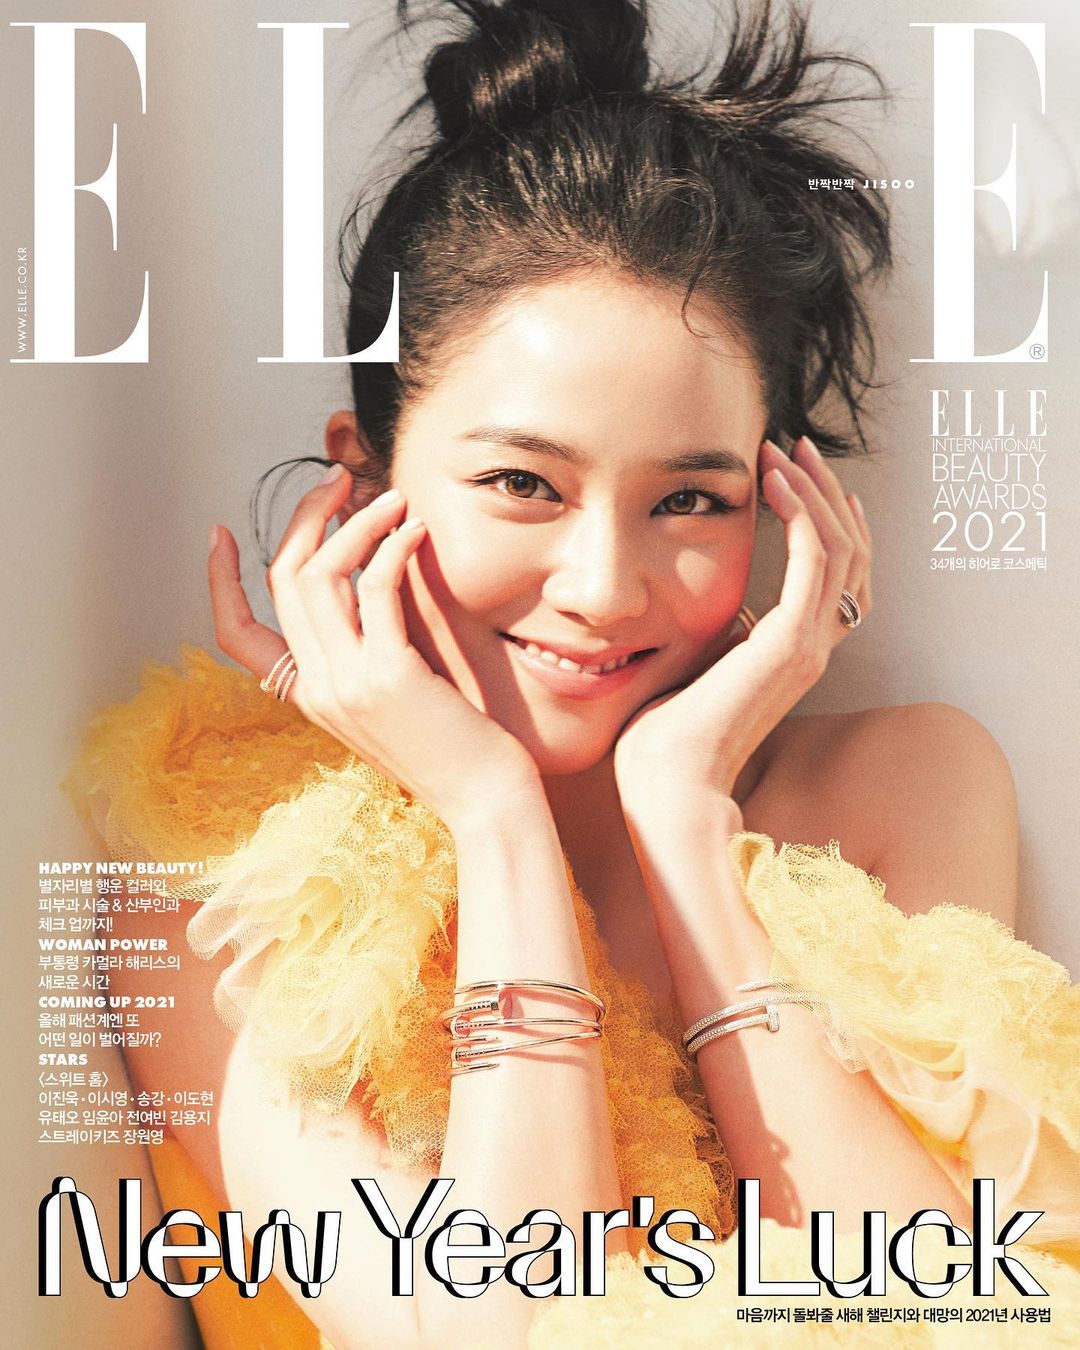 ELLE
WWW.ELLE.CO.KR
반짝반짝 JISOO
®
ELLE
INTERNATIONAL
BEAUTY
AWARDS
2021
34개의 히어로 코스메틱
HAPPY NEW BEAUTY!
별자리별 행운 컬러와
피부과 시술 & 산부인과
체크 업까지!
WOMAN POWER
부통령 카멀라 해리스의
새로운 시간
COMING UP 2021
올해 패션계엔 또
어떤 일이 벌어질까?
STARS
〈스위트 홈〉
이진욱·이시영·송강·이도현
유태오 임윤아 전여빈 김용지
스트레이키즈 장원영
New Year's Luck
마음까지 돌봐줄 새해 챌린지와 대망의 2021년 사용법